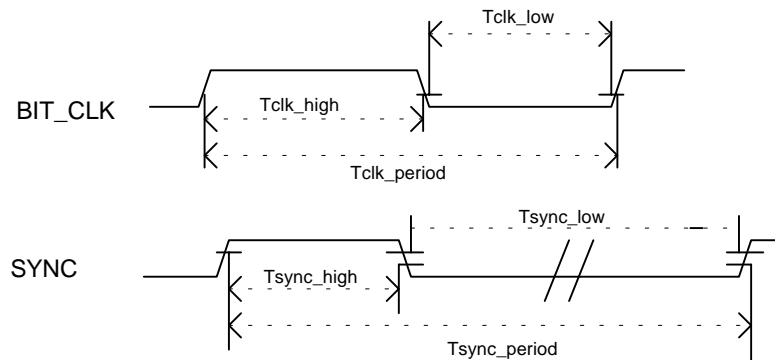 Tclk_low
BIT_CLK
Tclk_high
Tclk_period
Tsync_low
SYNC
Tsync_high
Tsync_period